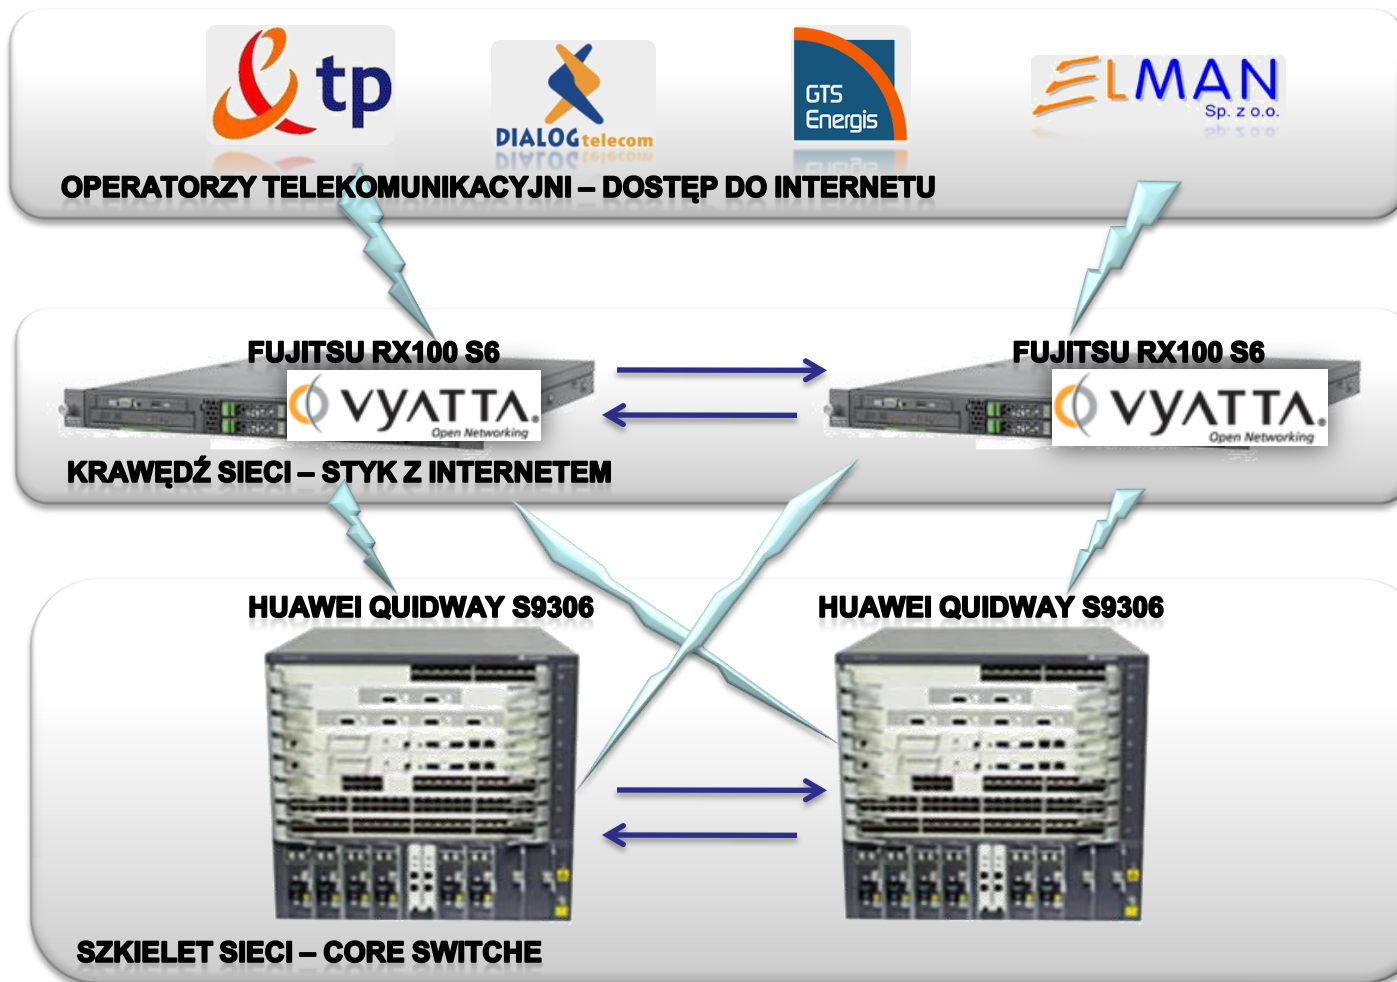 tp
DIALOG telecom
GTS
Energis
ELMAN
Sp. z o.o.
OPERATORZY TELEKOMUNIKACYJNI – DOSTĘP DO INTERNETU
FUJITSU RX100 S6
VYATTA.
Open Networking
FUJITSU RX100 S6
VYATTA.
Open Networking
KRAWĘDŹ SIECI – STYK Z INTERNETEM
HUAWEI QUIDWAY S9306
HUAWEI QUIDWAY S9306
SZKIELET SIECI – CORE SWITCHE